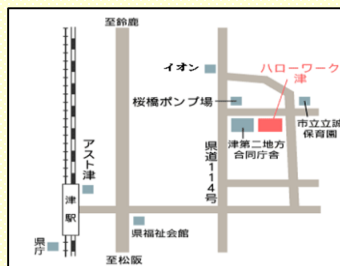 至鈴鹿
イオン
ハローワーク
津
桜橋ポンプ場
市立立誠
保育園
津第二地方
合同庁舎
県道114号
アスト津
津駅
県福祉会館
県庁
至松阪